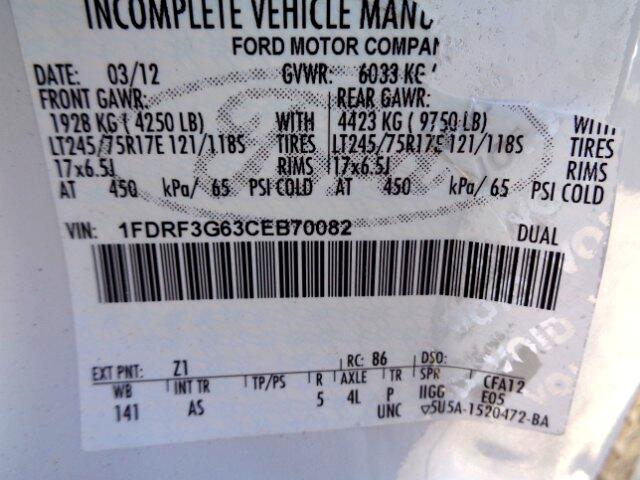 INCOMPLETE VEHICLE MANU
FORD MOTOR COMPAN
DATE: 03/12 GVWR: 6033 KG
FRONT GAWR: REAR GAWR:
1928 KG ( 4250 LB) WITH 4423 KG ( 9750 LB) WITH
LT245/75R17E 121/118S TIRES LT245/75R17E 121/118S TIRES
17x6.5J RIMS 17x6.5J RIMS
AT 450 kPa/ 65 PSI COLD AT 450 kPa/ 65 PSI COLD
VIN: 1FDRF3G63CEB70082 DUAL
EXT PNT: Z1 RC: 86 DSO:
WB INT TR TP/PS R AXLE TR SPR CFA12
141 AS 5 4L P IIGG E05
UNC ▽5U5A-1520472-BA
VOID